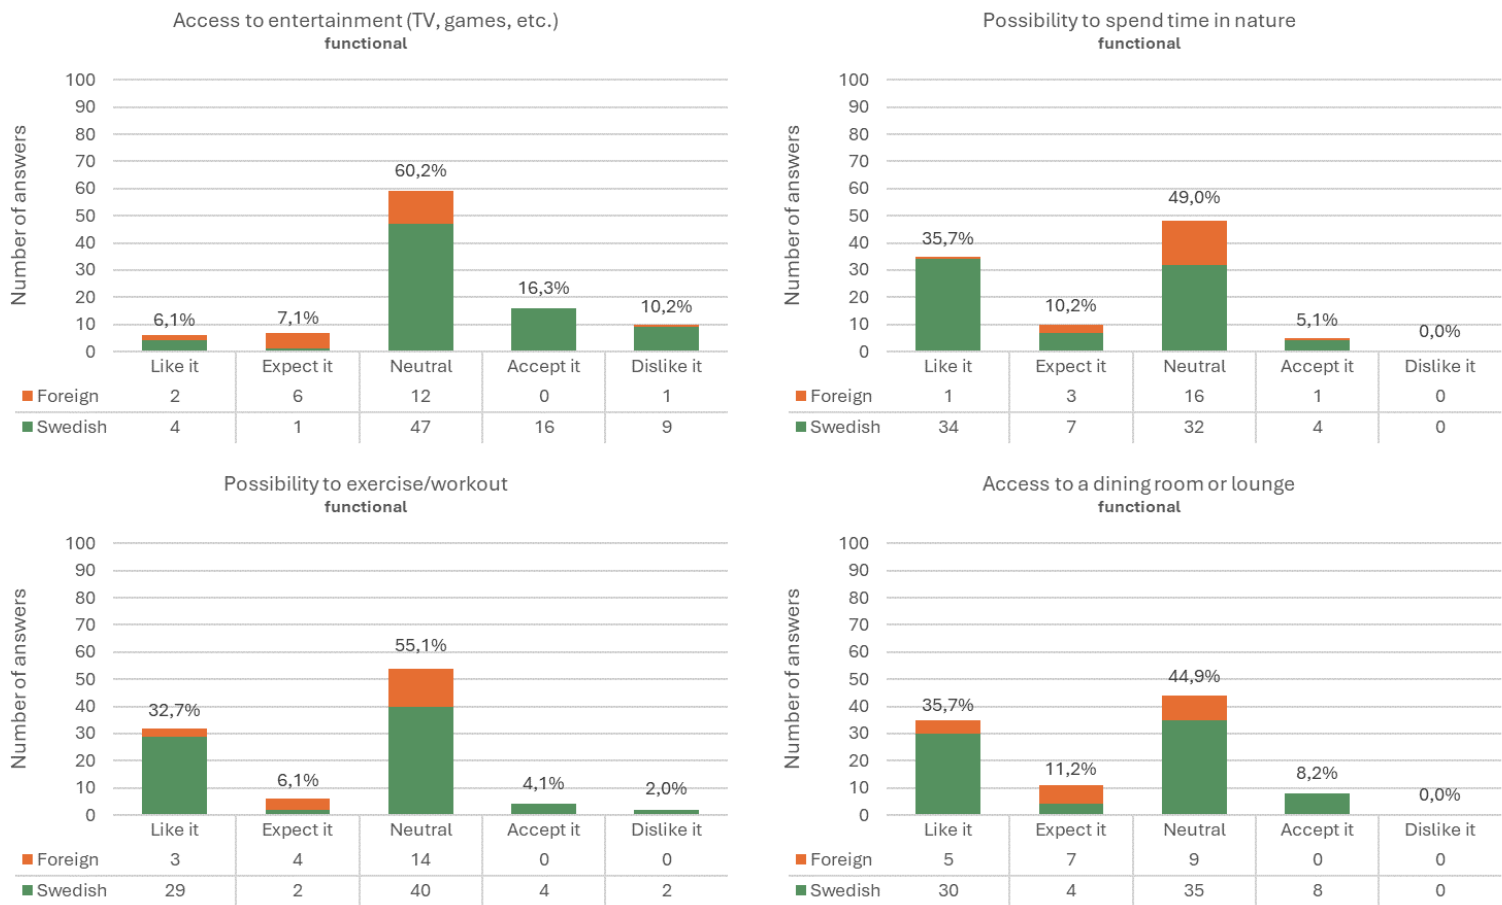 Access to entertainment (TV, games, etc.)
functional
Number of answers
100
90
80
70
60
50
40
30
20
10
0
6,1%
7,1%
60,2%
16,3%
10,2%
Like it Expect it Neutral Accept it Dislike it
Foreign 2 6 12 0 1
Swedish 4 1 47 16 9
Possibility to spend time in nature
functional
Number of answers
100
90
80
70
60
50
40
30
20
10
0
35,7%
10,2%
49,0%
5,1%
0,0%
Like it Expect it Neutral Accept it Dislike it
Foreign 1 3 16 1 0
Swedish 34 7 32 4 0
Possibility to exercise/workout
functional
Number of answers
100
90
80
70
60
50
40
30
20
10
0
32,7%
6,1%
55,1%
4,1%
2,0%
Like it Expect it Neutral Accept it Dislike it
Foreign 3 4 14 0 0
Swedish 29 2 40 4 2
Access to a dining room or lounge
functional
Number of answers
100
90
80
70
60
50
40
30
20
10
0
35,7%
11,2%
44,9%
8,2%
0,0%
Like it Expect it Neutral Accept it Dislike it
Foreign 5 7 9 0 0
Swedish 30 4 35 8 0